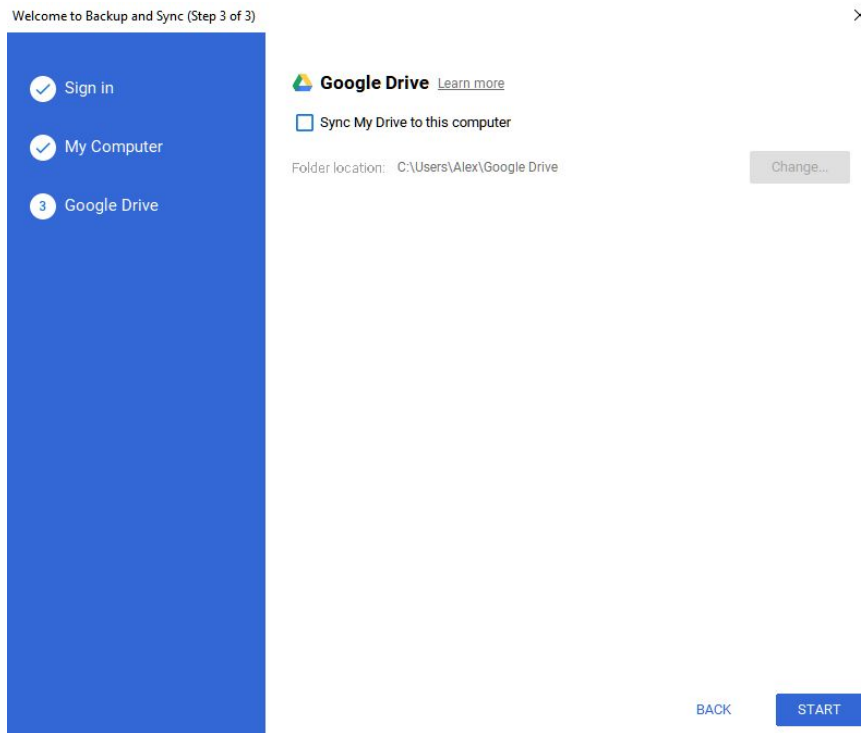 Welcome to Backup and Sync (Step 3 of 3)
Sign in
My Computer
3 Google Drive
Google Drive Learn more
Sync My Drive to this computer
Folder location: C:\Users\Alex\Google Drive Change...
BACK START